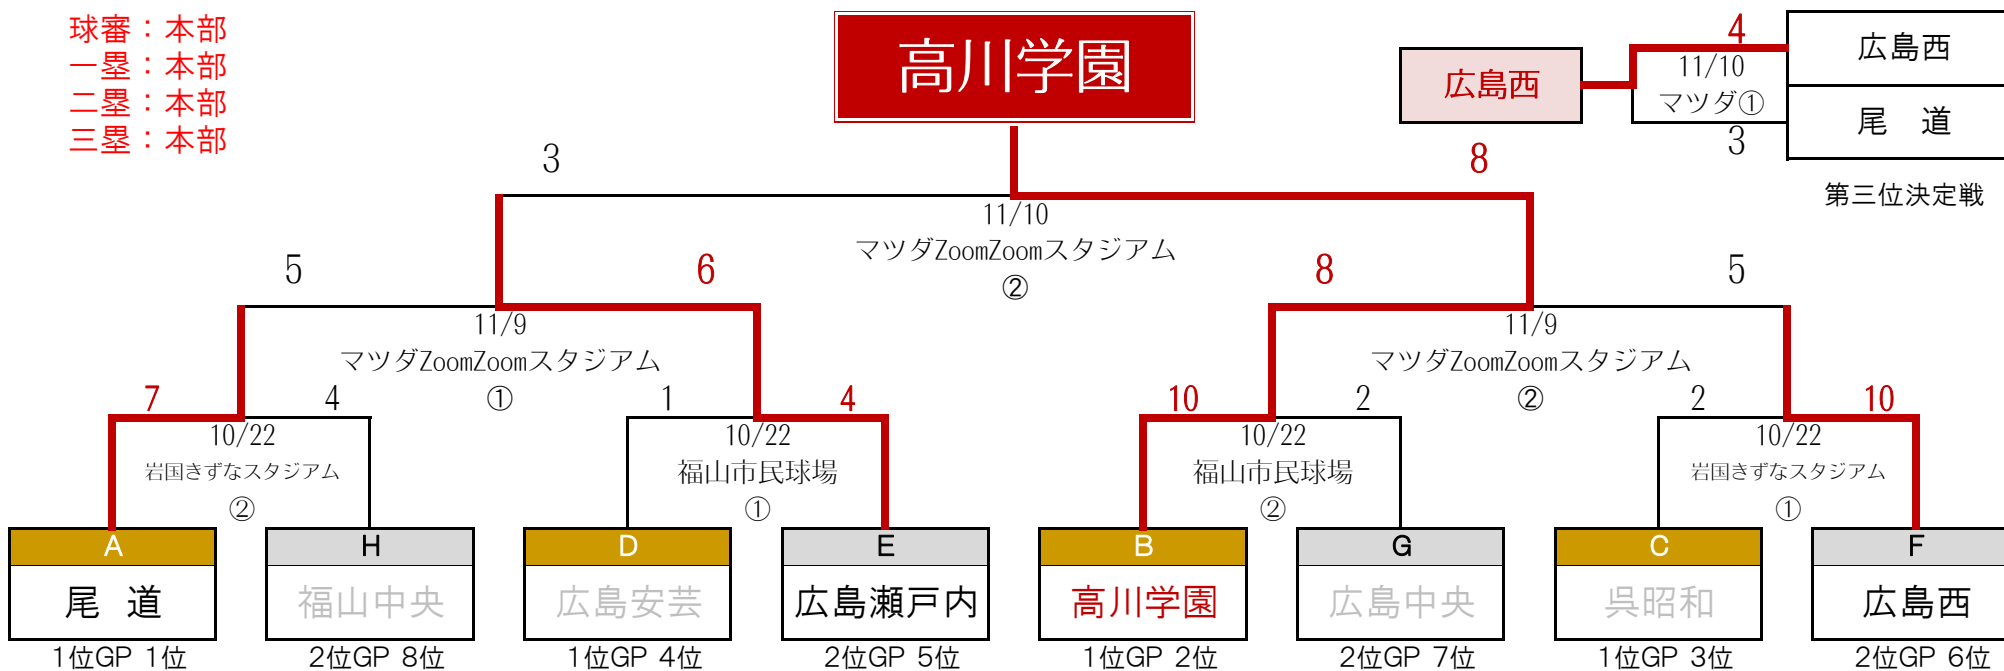 球審：本部
一塁：本部
二塁：本部
三塁：本部
高川学園
広島西
4
11/10
マツダ①
3
広島西
尾　道
第三位決定戦
3
8
11/10
マツダZoomZoomスタジアム
②
5
6
11/9
マツダZoomZoomスタジアム
①
8
5
11/9
マツダZoomZoomスタジアム
②
7
4
10/22
岩国きずなスタジアム
②
1
4
10/22
福山市民球場
①
10
2
10/22
福山市民球場
②
2
10
10/22
岩国きずなスタジアム
①
A
尾 道
1位GP 1位
H
福山中央
2位GP 8位
D
広島安芸
1位GP 4位
E
広島瀬戸内
2位GP 5位
B
高川学園
1位GP 2位
G
広島中央
2位GP 7位
C
呉昭和
1位GP 3位
F
広島西
2位GP 6位